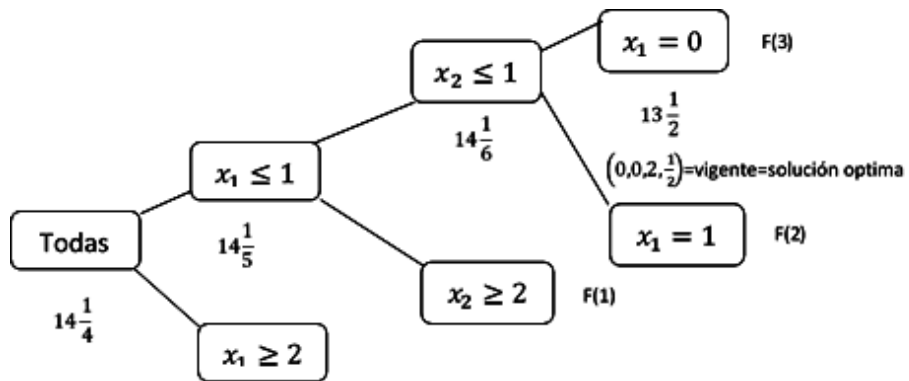 x₁ = 0 F(3)
x₂ ≤ 1
13 1/2
14 1/6
x₁ ≤ 1
(0,0,2,1/2)=vigente=solución optima
Todas
x₁ = 1 F(2)
14 1/5
x₂ ≥ 2 F(1)
14 1/4
x₁ ≥ 2